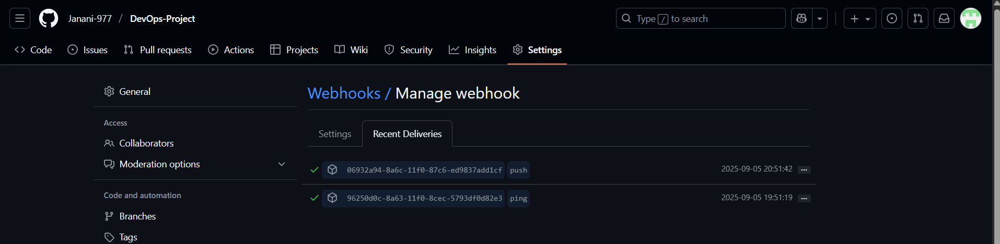 Janani-977 / DevOps-Project
Type / to search
Code Issues Pull requests Actions Projects Wiki Security Insights Settings
General
Access
Collaborators
Moderation options
Code and automation
Branches
Tags
Webhooks / Manage webhook
Settings Recent Deliveries
06932a94-8a6c-11f0-87c6-ed9837add1cf push 2025-09-05 20:51:42
96250d0c-8a63-11f0-8cec-5793df0d82e3 ping 2025-09-05 19:51:19